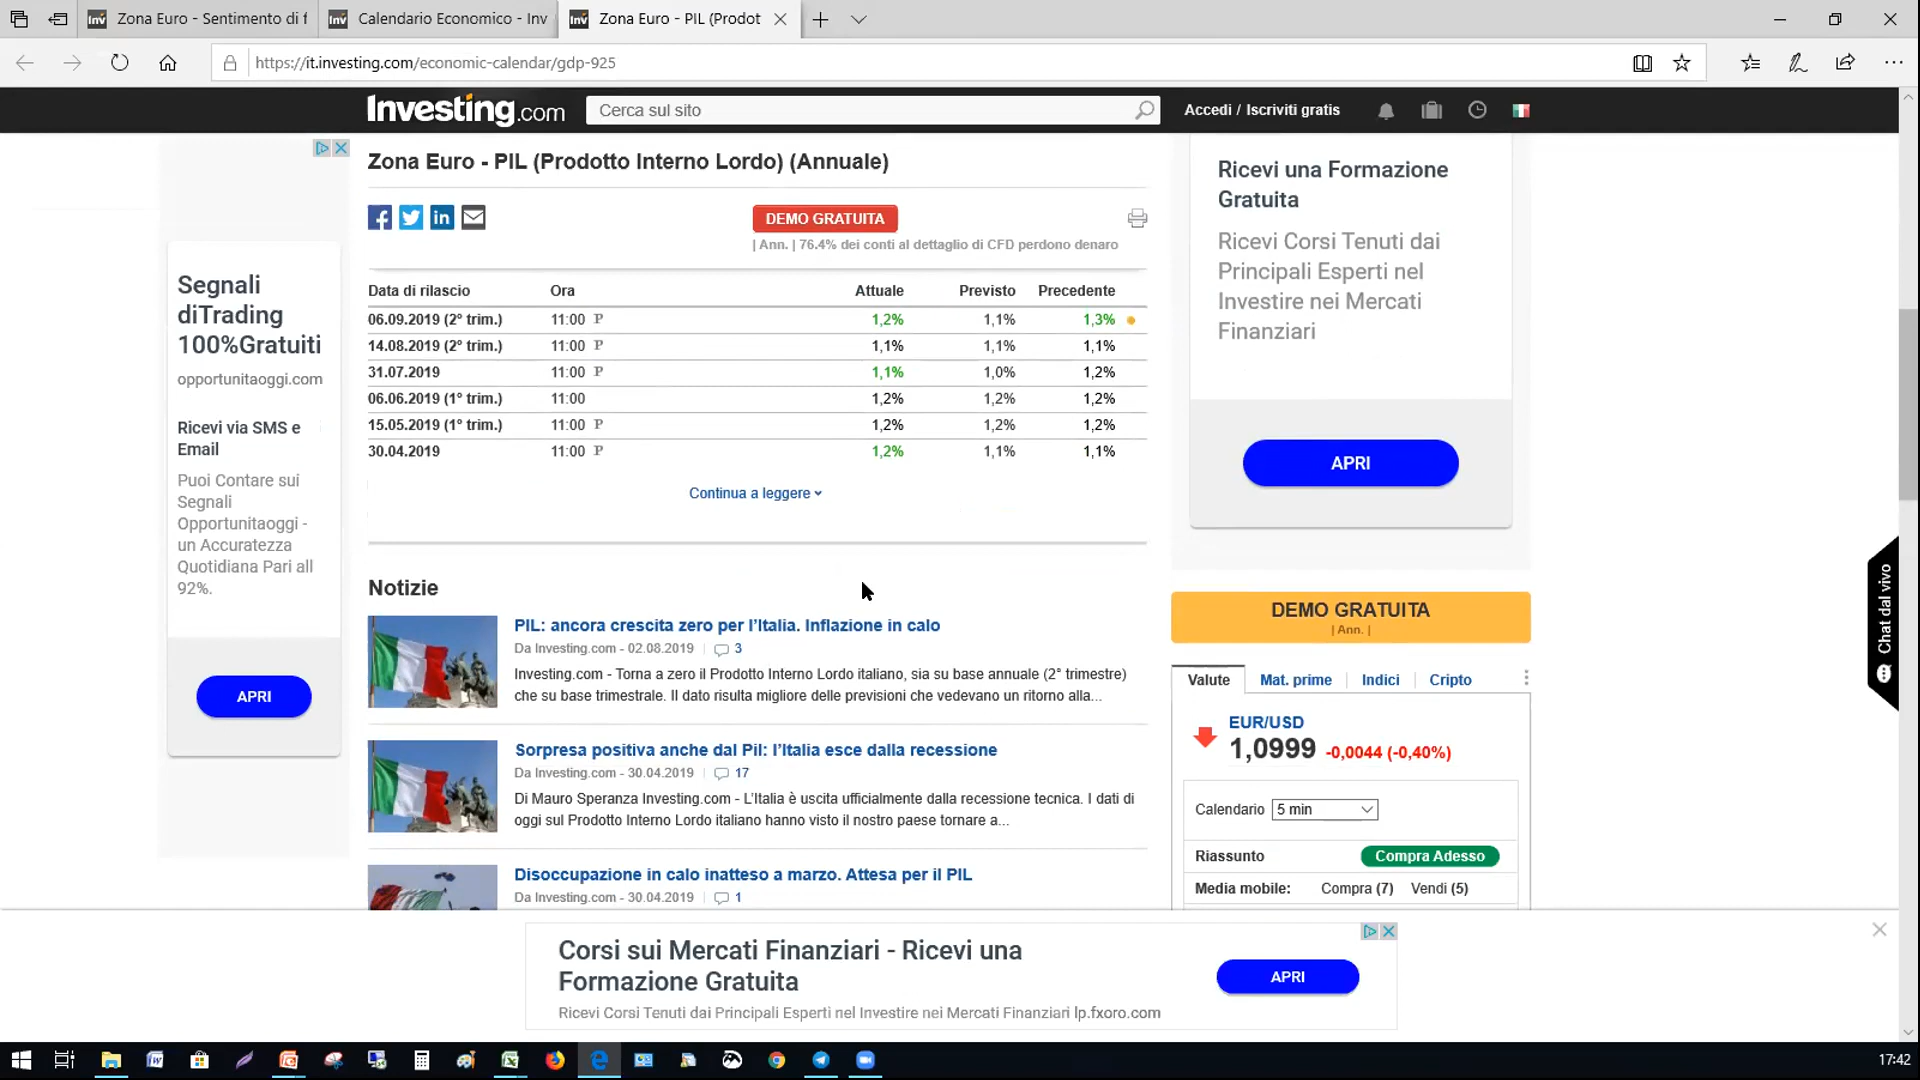 Zona Euro - Sentimento di f
Calendario Economico - Inv
Zona Euro - PIL (Prodot
https://it.investing.com/economic-calendar/gdp-925
Investing.com
Cerca sul sito
Accedi / Iscriviti gratis
Zona Euro - PIL (Prodotto Interno Lordo) (Annuale)
DEMO GRATUITA
| Ann. | 76.4% dei conti al dettaglio di CFD perdono denaro
Data di rilascio Ora Attuale Previsto Precedente
06.09.2019 (2° trim.) 11:00 P 1,2% 1,1% 1,3%
14.08.2019 (2° trim.) 11:00 P 1,1% 1,1% 1,1%
31.07.2019 11:00 P 1,1% 1,0% 1,2%
06.06.2019 (1° trim.) 11:00 1,2% 1,2% 1,2%
15.05.2019 (1° trim.) 11:00 P 1,2% 1,2% 1,2%
30.04.2019 11:00 P 1,2% 1,1% 1,1%
Continua a leggere
Segnali
diTrading
100%Gratuiti
opportunitaoggi.com
Ricevi via SMS e
Email
Puoi Contare sui
Segnali
Opportunitaoggi -
un Accuratezza
Quotidiana Pari all
92%.
APRI
Notizie
PIL: ancora crescita zero per l'Italia. Inflazione in calo
Da Investing.com - 02.08.2019 3
Investing.com - Torna a zero il Prodotto Interno Lordo italiano, sia su base annuale (2° trimestre)
che su base trimestrale. Il dato risulta migliore delle previsioni che vedevano un ritorno alla...
Sorpresa positiva anche dal Pil: l'Italia esce dalla recessione
Da Investing.com - 30.04.2019 17
Di Mauro Speranza Investing.com - L'Italia è uscita ufficialmente dalla recessione tecnica. I dati di
oggi sul Prodotto Interno Lordo italiano hanno visto il nostro paese tornare a...
Disoccupazione in calo inatteso a marzo. Attesa per il PIL
Da Investing.com - 30.04.2019 1
Ricevi una Formazione
Gratuita
Ricevi Corsi Tenuti dai
Principali Esperti nel
Investire nei Mercati
Finanziari
APRI
DEMO GRATUITA
| Ann. |
Valute Mat. prime Indici Cripto
EUR/USD
1,0999 -0,0044 (-0,40%)
Calendario 5 min
Riassunto Compra Adesso
Media mobile: Compra (7) Vendi (5)
Chat dal vivo
Corsi sui Mercati Finanziari - Ricevi una
Formazione Gratuita
Ricevi Corsi Tenuti dai Principali Esperti nel Investire nei Mercati Finanziari lp.fxoro.com
APRI
17:42